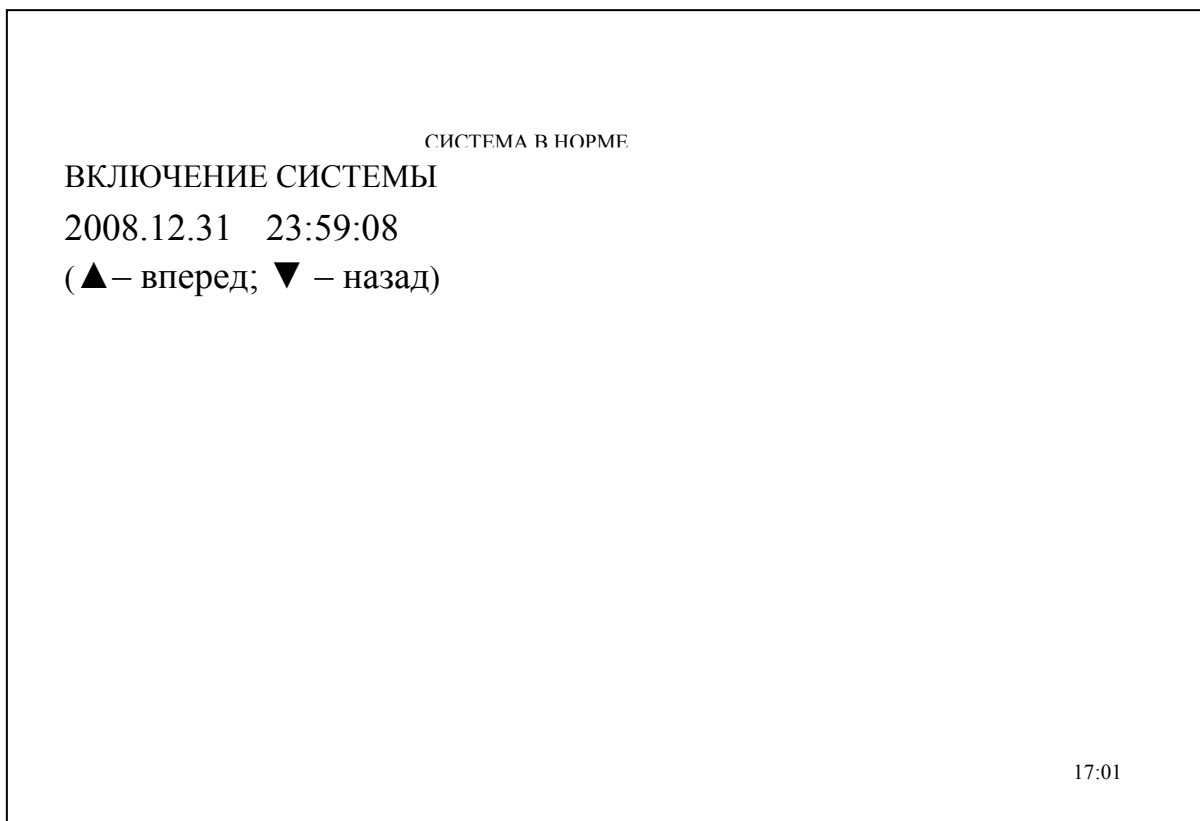 СИСТЕМА В НОРМЕ
ВКЛЮЧЕНИЕ СИСТЕМЫ
2008.12.31 23:59:08
(▲– вперед; ▼ – назад)
17:01